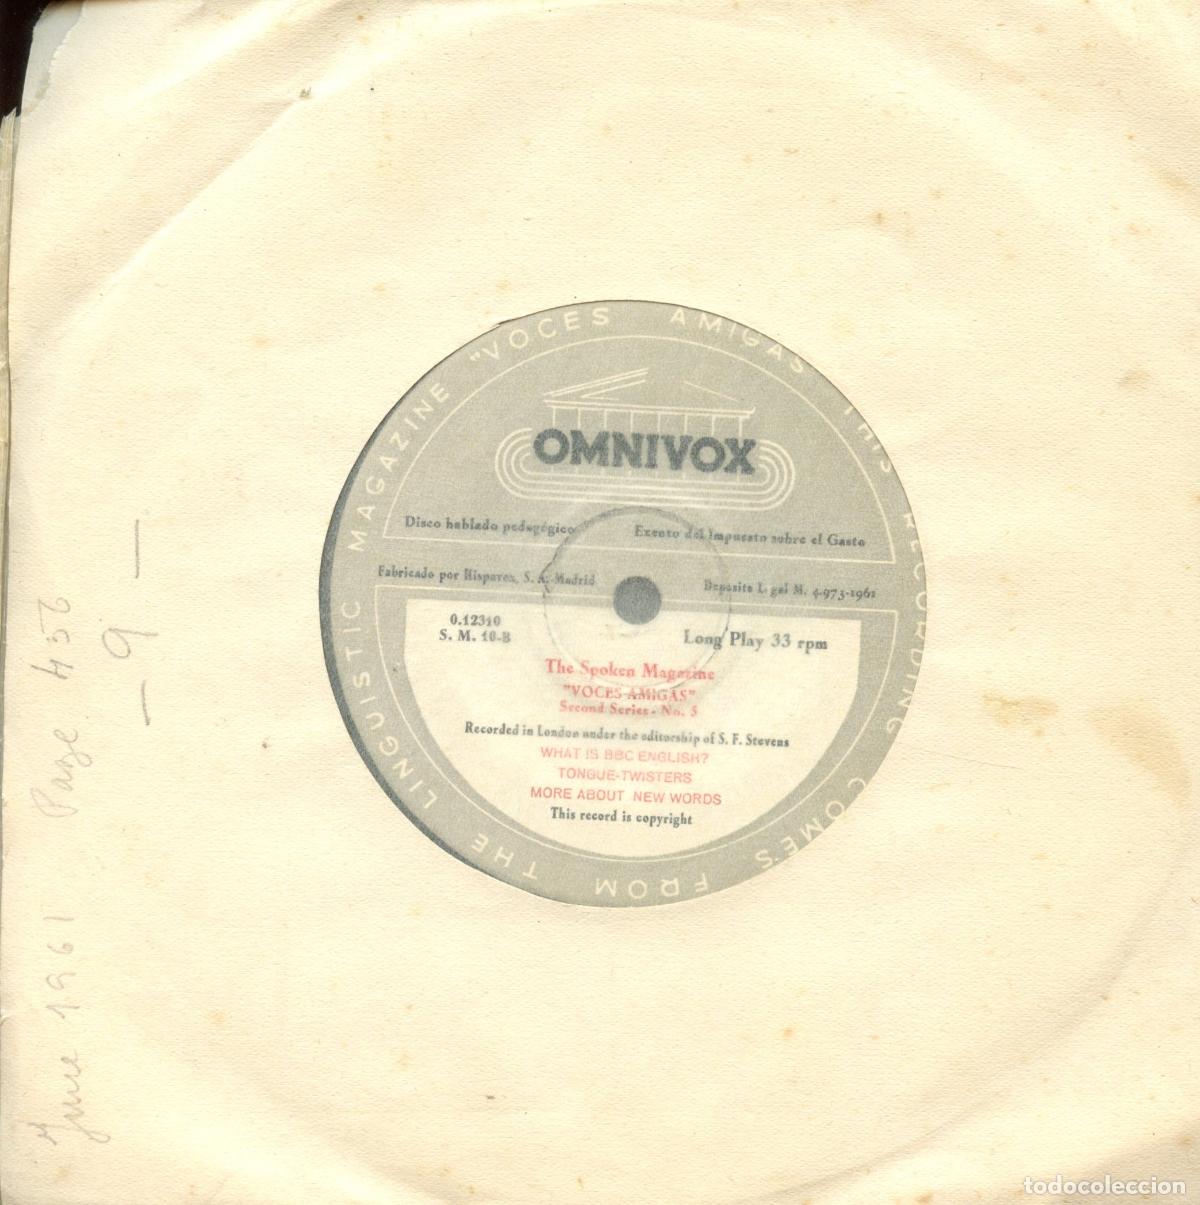 THIS RECORDING COMES FROM THE LINGUISTIC MAGAZINE "VOCES AMIGAS
OMNIVOX
Disco hablado pedagógico
Exento del Impuesto sobre el Gasto
Fabricado por Hispavox, S. A. Madrid
Depósito Legal M. 4-973-1961
0.12310
S. M. 10-B
Long Play 33 rpm
The Spoken Magazine
"VOCES AMIGAS"
Second Series - No. 5
Recorded in London under the editorship of S. F. Stevens
WHAT IS BBC ENGLISH?
TONGUE-TWISTERS
MORE ABOUT NEW WORDS
This record is copyright
June 1961 Page 456
- 9 -
todocoleccion